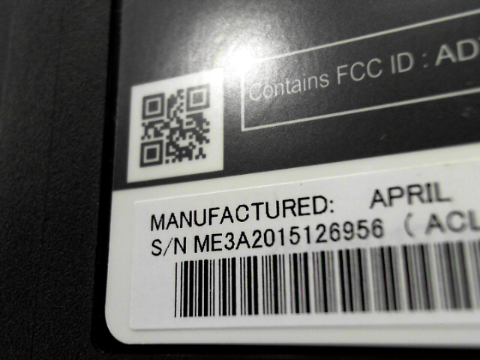 Contains FCC ID : AD
MANUFACTURED: APRIL
S/N ME3A2015126956 ( ACL